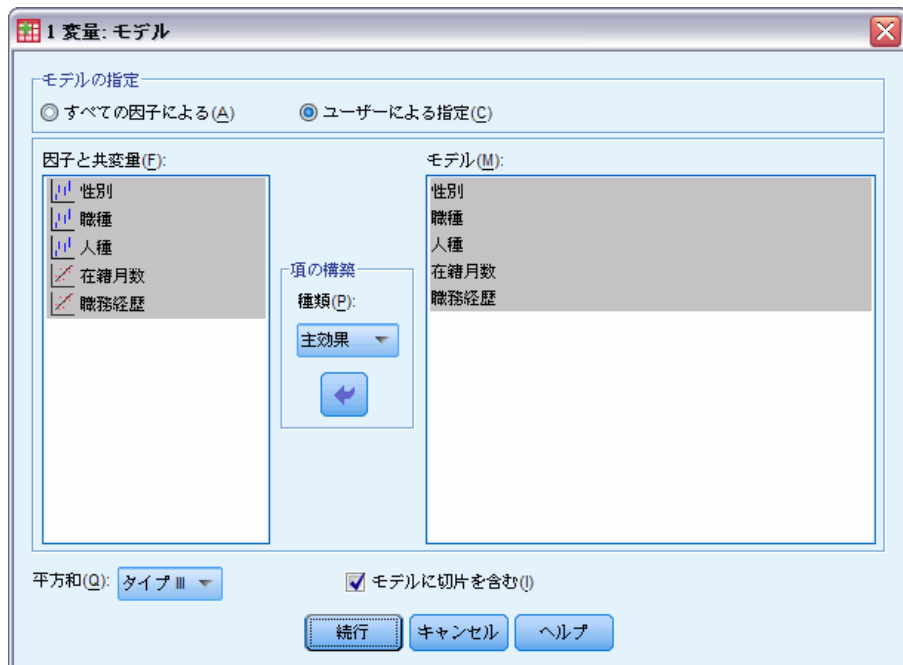 1 変量: モデル
モデルの指定
すべての因子による(A)
ユーザーによる指定(C)
因子と共変量(F):
性別
職種
人種
在籍月数
職務経歴
項の構築
種類(P):
主効果
モデル(M):
性別
職種
人種
在籍月数
職務経歴
平方和(Q):
タイプ III
モデルに切片を含む(I)
続行
キャンセル
ヘルプ